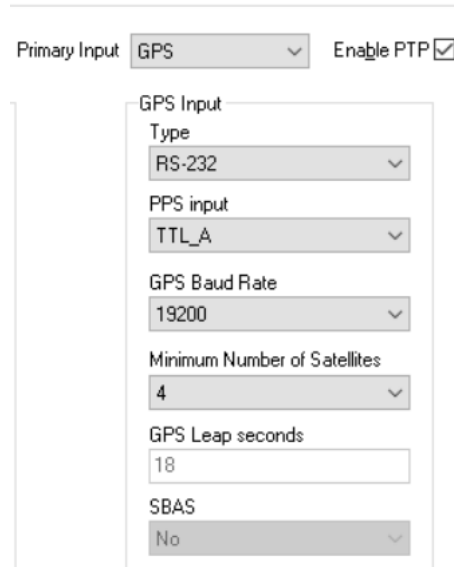 Primary Input GPS Enable PTP
GPS Input
Type
RS-232
PPS input
TTL_A
GPS Baud Rate
19200
Minimum Number of Satellites
4
GPS Leap seconds
18
SBAS
No